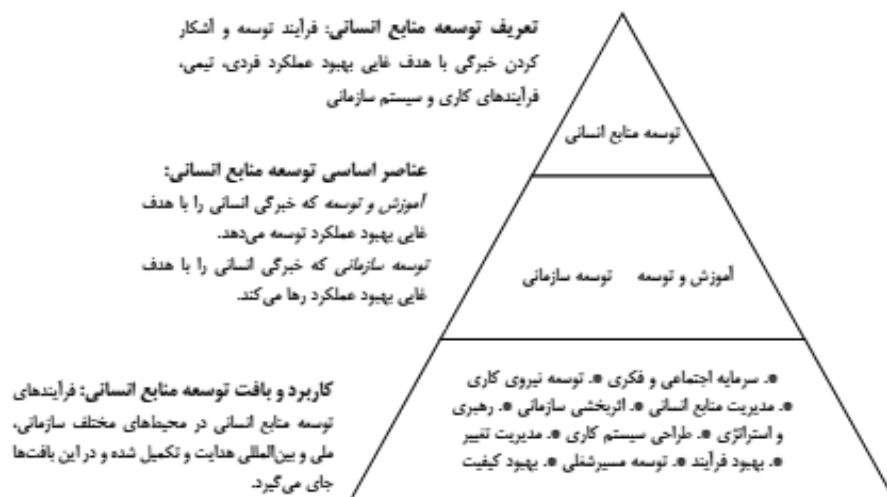 تعریف توسعه منابع انسانی: فرآیند توسعه و آشکار
کردن خبرگی با هدف غایی بهبود عملکرد فردی، تیمی،
فرآیندهای کاری و سیستم سازمانی
توسعه منابع انسانی
عناصر اساسی توسعه منابع انسانی:
آموزش و توسعه که خبرگی انسانی را با هدف
غایی بهبود عملکرد توسعه می‌دهد.
توسعه سازمانی که خبرگی انسانی را با هدف
غایی بهبود عملکرد رها می‌کند.
آموزش و توسعه توسعه سازمانی
کاربرد و بافت توسعه منابع انسانی: فرآیندهای
توسعه منابع انسانی در محیط‌های مختلف سازمانی،
ملی و بین‌المللی هدایت و تکمیل شده و در این بافت‌ها
جای می‌گیرد.
●. سرمایه اجتماعی و فکری ●. توسعه نیروی کاری
●. مدیریت منابع انسانی ●. اثربخشی سازمانی ●. رهبری
و استراتژی ●. طراحی سیستم کاری ●. مدیریت تغییر
●. بهبود فرآیند ●. توسعه مسیرشغلی ●. بهبود کیفیت